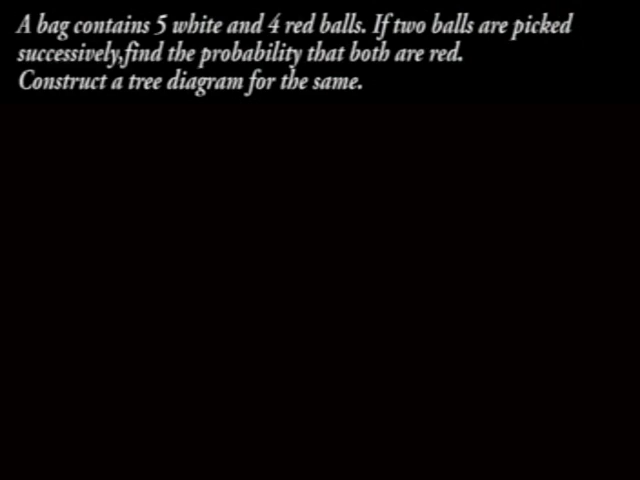 A bag contains 5 white and 4 red balls. If two balls are picked
successively,find the probability that both are red.
Construct a tree diagram for the same.